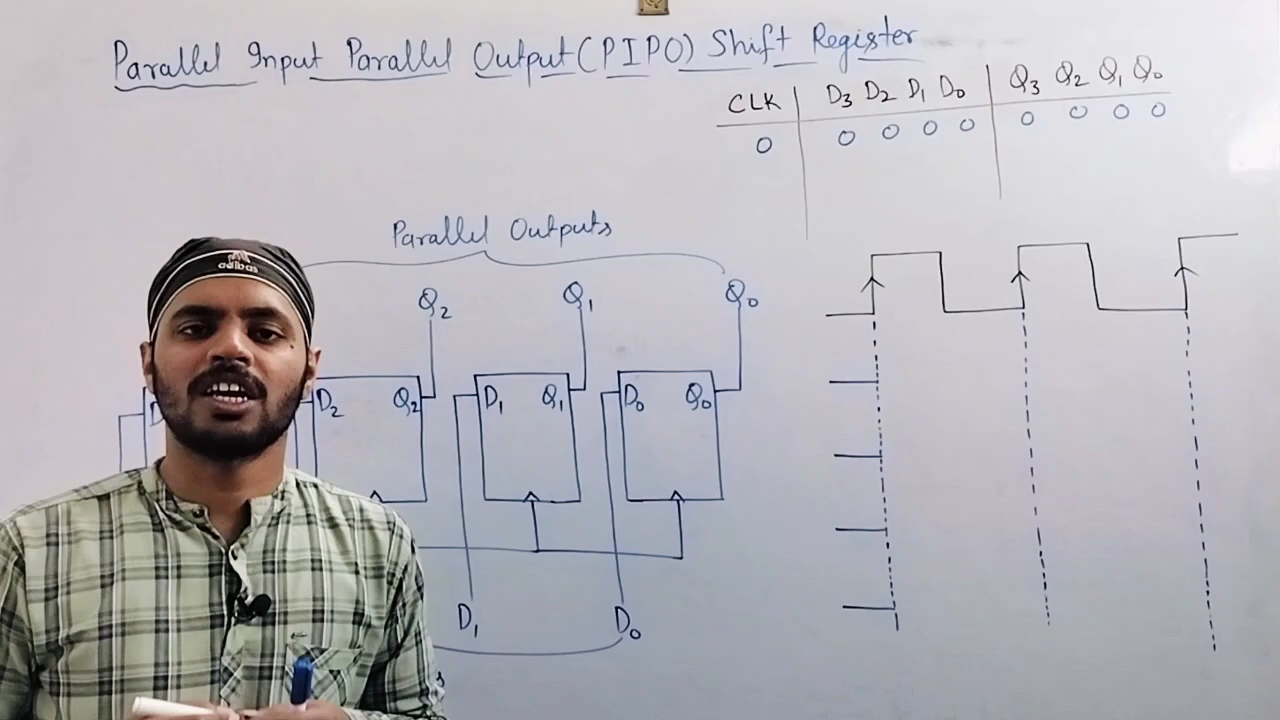 Parallel Input Parallel Output (PIPO) Shift Register
CLK D3 D2 D1 D0 Q3 Q2 Q1 Q0
0 0 0 0 0 0 0 0 0
Parallel Outputs
Q2 Q1 Q0
D2 Q2 D1 Q1 D0 Q0
D1 D0
adibas